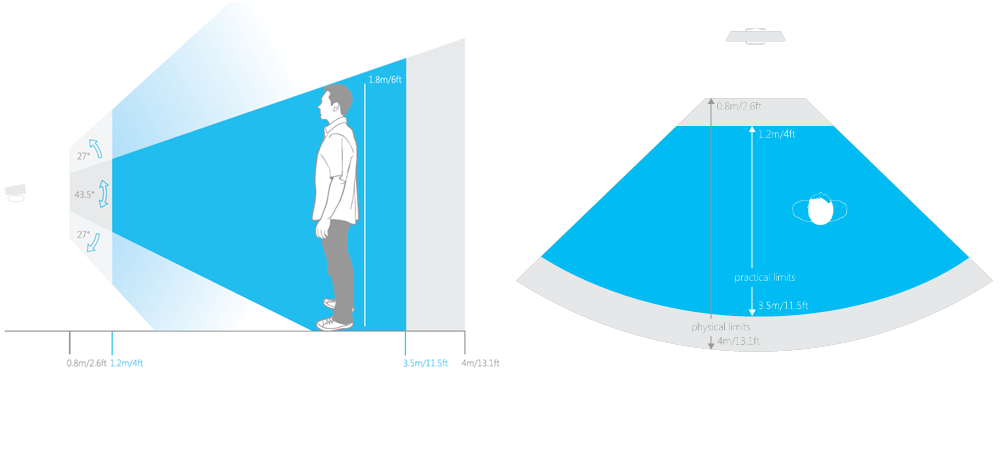 1.8m/6ft
27°
43.5°
27°
0.8m/2.6ft
1.2m/4ft
3.5m/11.5ft
4m/13.1ft
0.8m/2.6ft
1.2m/4ft
practical limits
3.5m/11.5ft
physical limits
4m/13.1ft